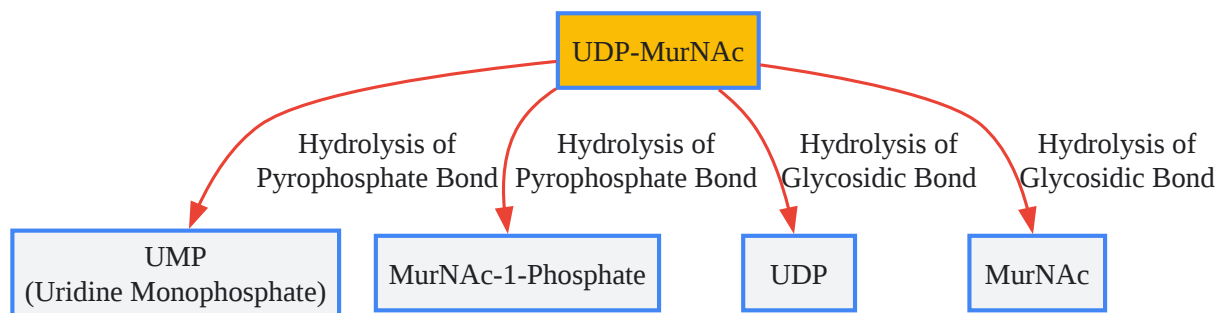 UDP-MurNAc
Hydrolysis of
Pyrophosphate Bond
Hydrolysis of
Pyrophosphate Bond
Hydrolysis of
Glycosidic Bond
Hydrolysis of
Glycosidic Bond
UMP
(Uridine Monophosphate)
MurNAc-1-Phosphate
UDP
MurNAc